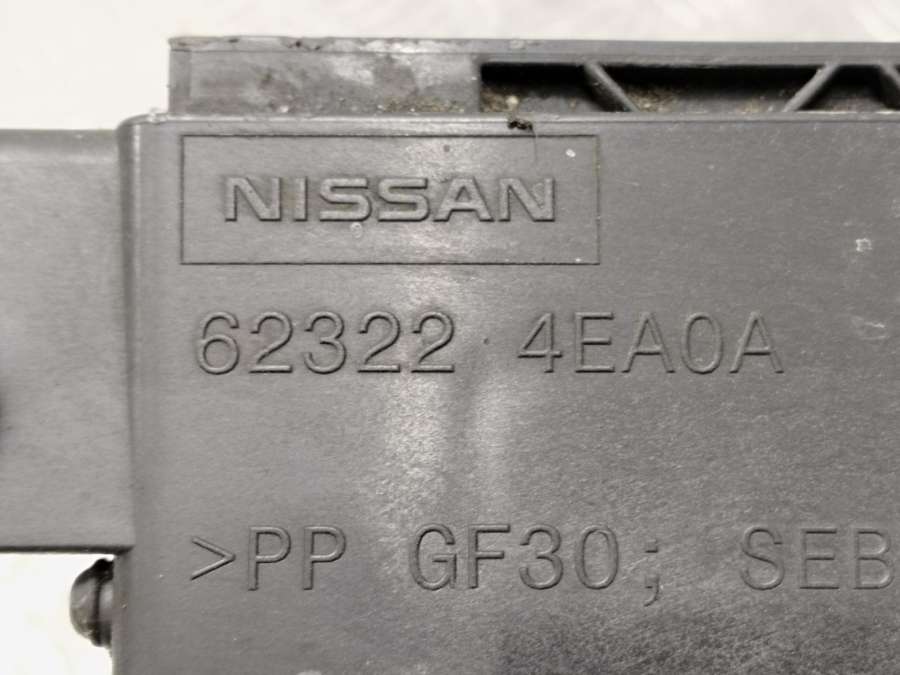 NISSAN
62322 4EA0A
>PP GF30; SEB